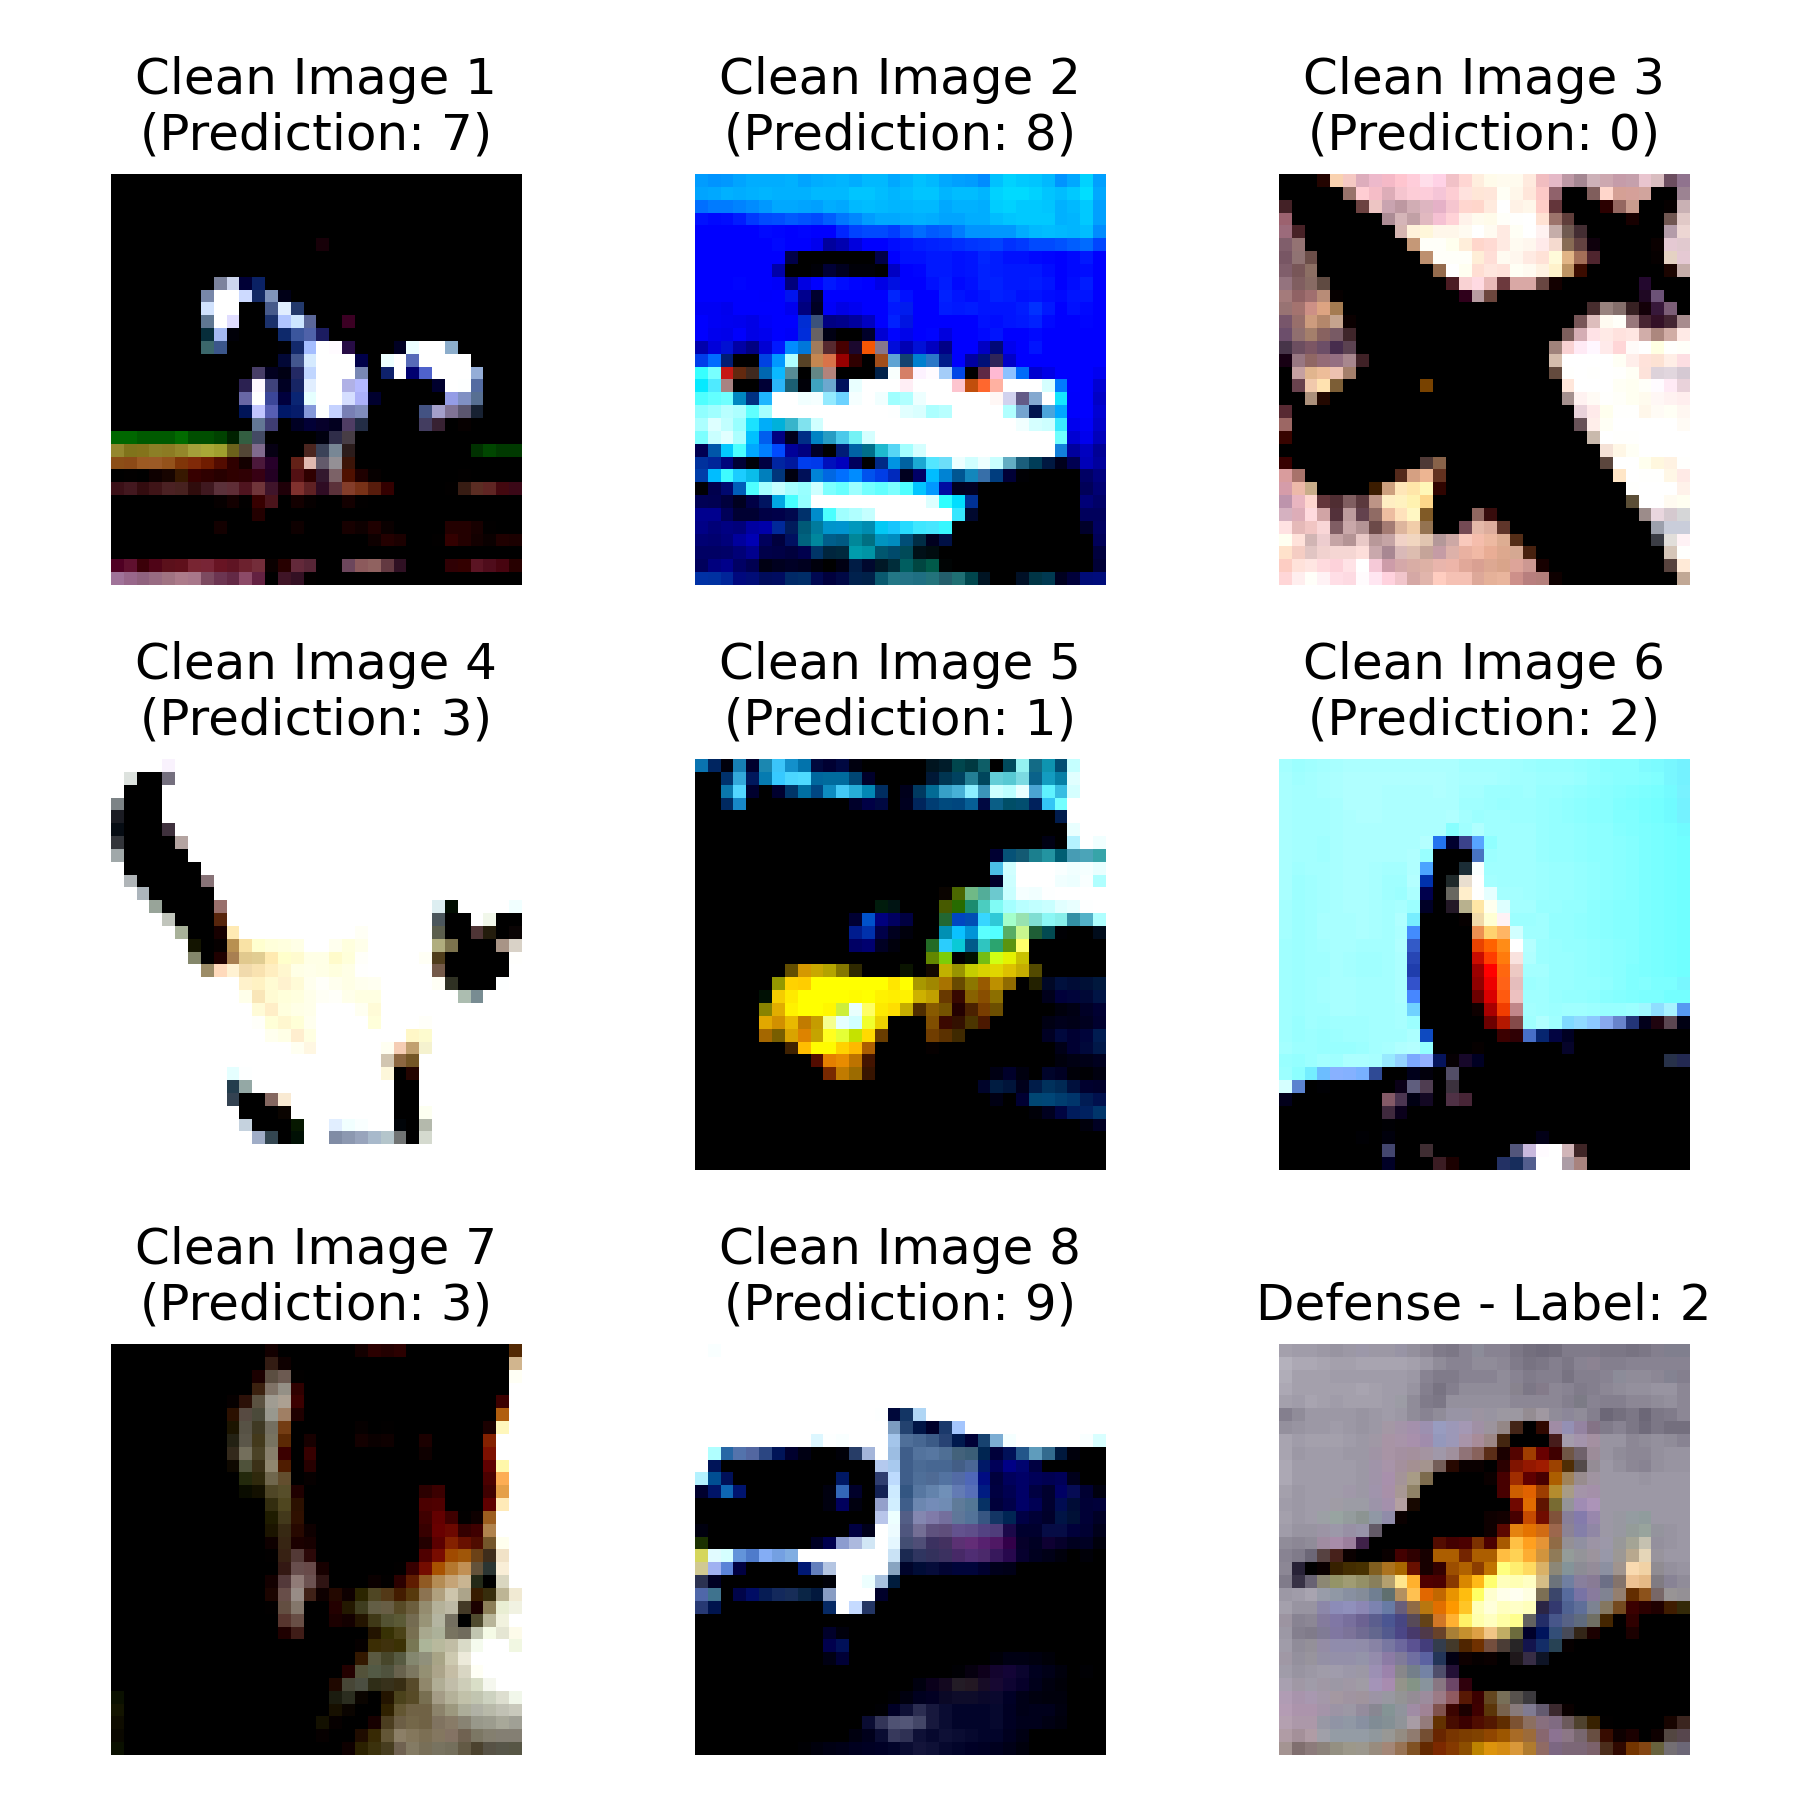 Clean Image 1
(Prediction: 7)
Clean Image 2
(Prediction: 8)
Clean Image 3
(Prediction: 0)
Clean Image 4
(Prediction: 3)
Clean Image 5
(Prediction: 1)
Clean Image 6
(Prediction: 2)
Clean Image 7
(Prediction: 3)
Clean Image 8
(Prediction: 9)
Defense - Label: 2